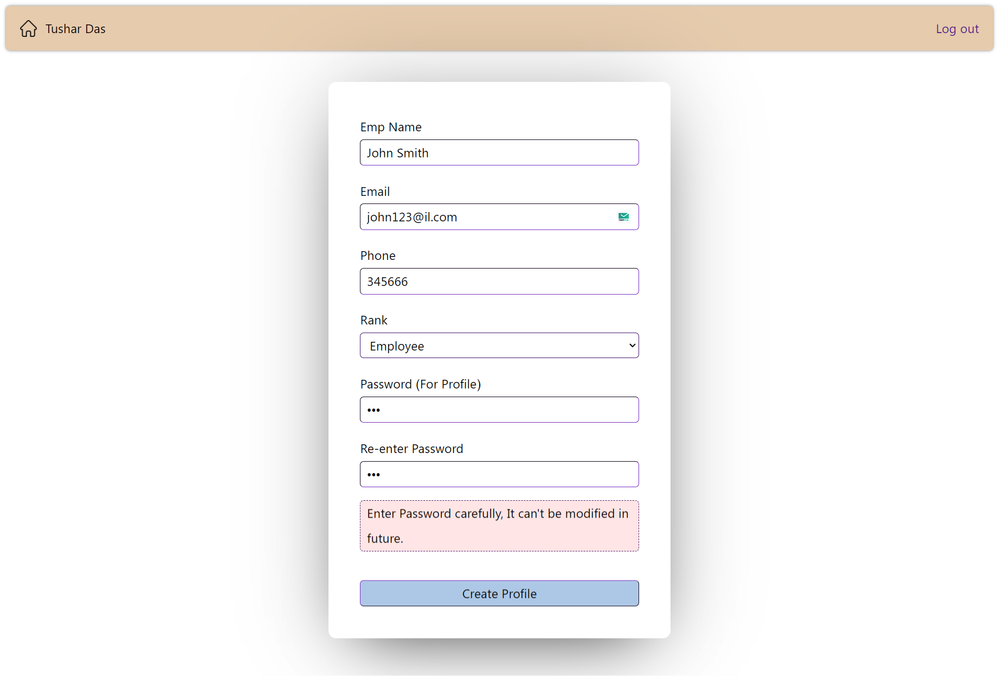 Tushar Das
Log out
Emp Name
John Smith
Email
john123@il.com
Phone
345666
Rank
Employee
Password (For Profile)
•••
Re-enter Password
•••
Enter Password carefully, It can't be modified in
future.
Create Profile